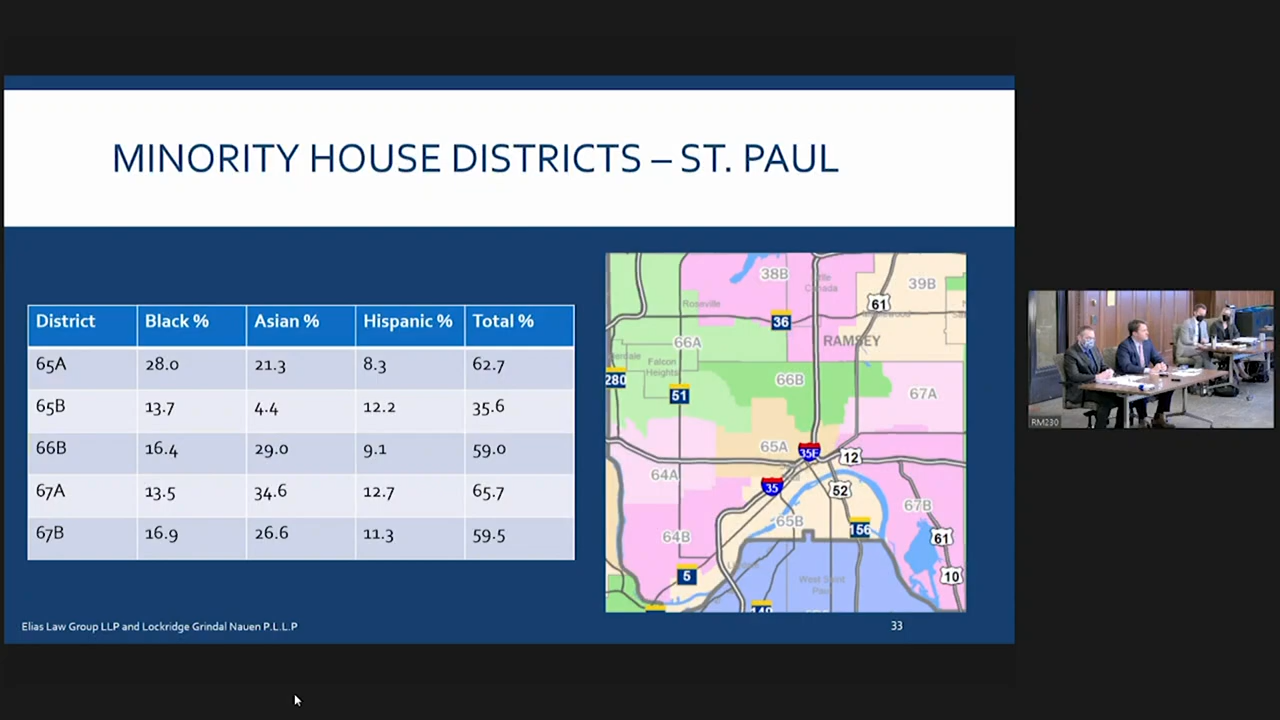 MINORITY HOUSE DISTRICTS – ST. PAUL
District Black % Asian % Hispanic % Total %
65A 28.0 21.3 8.3 62.7
65B 13.7 4.4 12.2 35.6
66B 16.4 29.0 9.1 59.0
67A 13.5 34.6 12.7 65.7
67B 16.9 26.6 11.3 59.5
38B
39B
Roseville
61
36
RAMSEY
66A
Falcon
Heights
280
51
66B
67A
65A
35E
12
64A
35
52
67B
65B
156
64B
61
5
West Saint
Paul
10
Elias Law Group LLP and Lockridge Grindal Nauen P.L.L.P
33
RM230